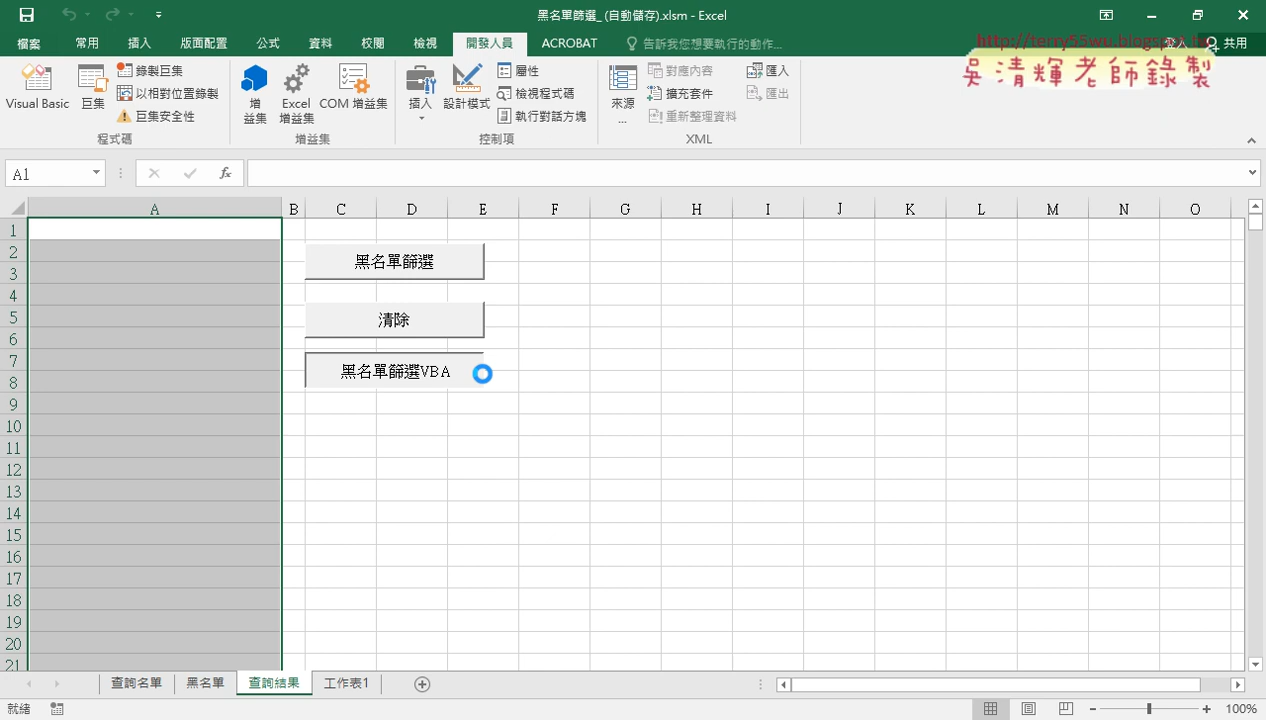 黑名單篩選_ (自動儲存).xlsm - Excel
檔案 常用 插入 版面配置 公式 資料 校閱 檢視 開發人員 ACROBAT 告訴我您想要執行的動作... 登入 共用
http://terry55wu.blogspot.tw
吳清輝老師錄製
Visual Basic 巨集 錄製巨集 以相對位置錄製 巨集安全性 程式碼
增益集 Excel 增益集 COM 增益集 增益集
插入 設計模式 屬性 檢視程式碼 執行對話方塊 控制項
來源... 對應內容 擴充套件 重新整理資料 匯入 匯出 XML
A1 fx
A B C D E F G H I J K L M N O
1
2
3
4
5
6
7
8
9
10
11
12
13
14
15
16
17
18
19
20
21
黑名單篩選
清除
黑名單篩選VBA
查詢名單 黑名單 查詢結果 工作表1
就緒 100%